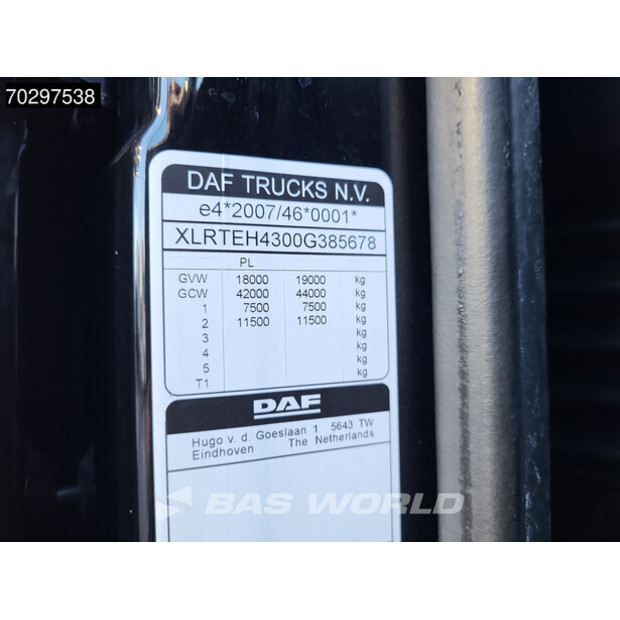 70297538
DAF TRUCKS N.V.
e4*2007/46*0001*
XLRTEH4300G385678
PL
GVW 18000 19000 kg
GCW 42000 44000 kg
1 7500 7500 kg
2 11500 11500 kg
3 kg
4 kg
5 kg
T1 kg
DAF
Hugo v. d. Goeslaan 1 5643 TW
Eindhoven The Netherlands
BAS WORLD